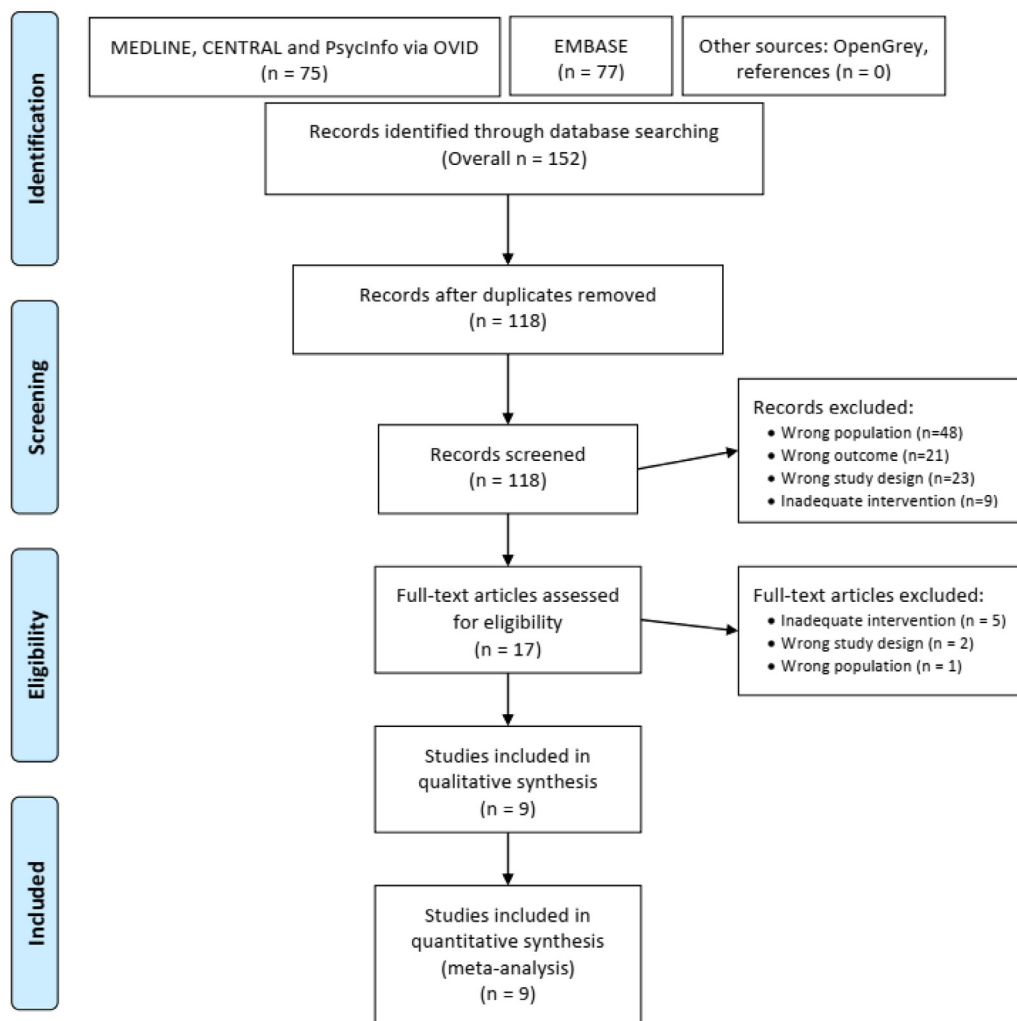 MEDLINE, CENTRAL and PsycInfo via OVID
(n = 75)
EMBASE
(n = 77)
Other sources: OpenGrey,
references (n = 0)
Identification
Records identified through database searching
(Overall n = 152)
Records after duplicates removed
(n = 118)
Screening
Records screened
(n = 118)
Records excluded:
• Wrong population (n=48)
• Wrong outcome (n=21)
• Wrong study design (n=23)
• Inadequate intervention (n=9)
Eligibility
Full-text articles assessed
for eligibility
(n = 17)
Full-text articles excluded:
• Inadequate intervention (n = 5)
• Wrong study design (n = 2)
• Wrong population (n = 1)
Studies included in
qualitative synthesis
(n = 9)
Included
Studies included in
quantitative synthesis
(meta-analysis)
(n = 9)